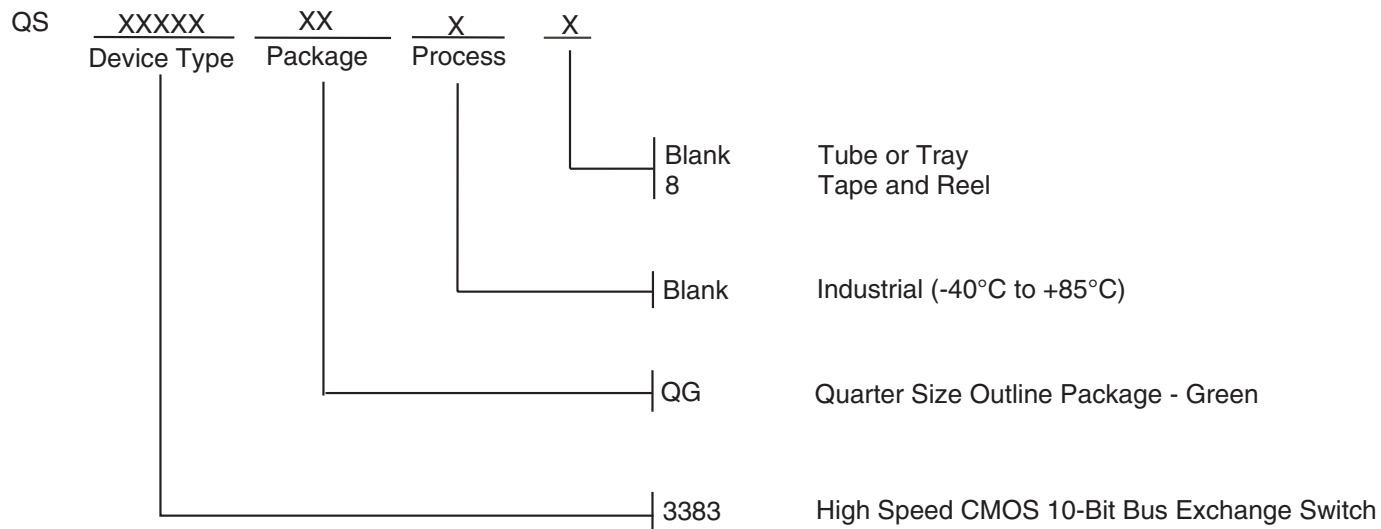 QS XXXXX XX X X
Device Type Package Process
Blank Tube or Tray
8 Tape and Reel
Blank Industrial (-40°C to +85°C)
QG Quarter Size Outline Package - Green
3383 High Speed CMOS 10-Bit Bus Exchange Switch